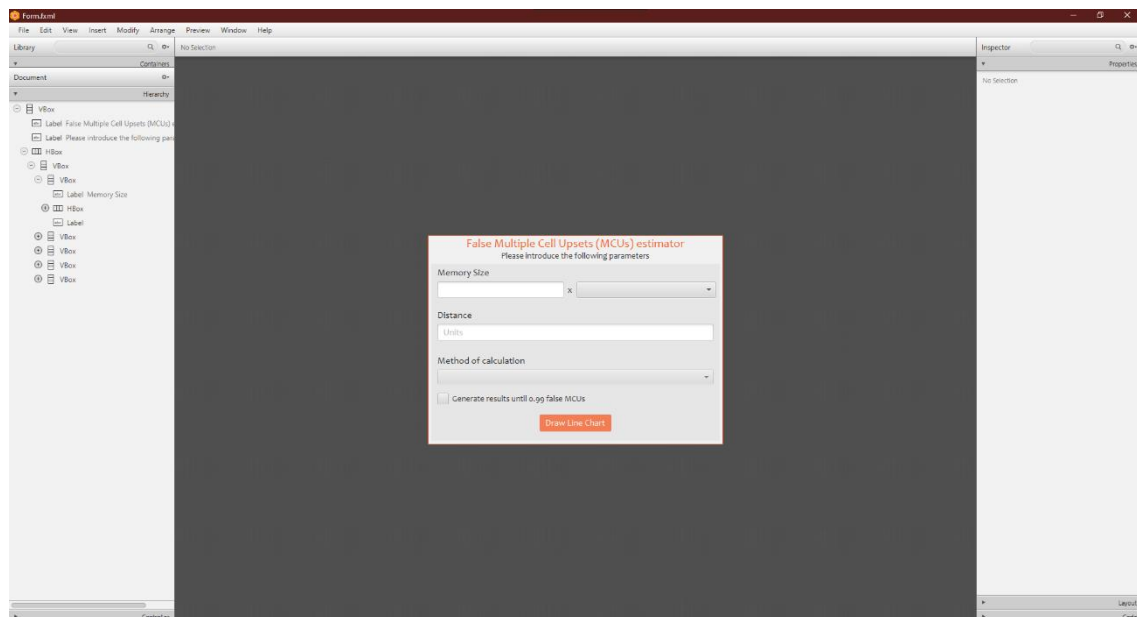 Form.fxml
File Edit View Insert Modify Arrange Preview Window Help
Library
No Selection
Inspector
Containers
Properties
Document
No Selection
Hierarchy
VBox
Label False Multiple Cell Upsets (MCUs)
Label Please introduce the following
HBox
VBox
VBox
Label Memory Size
HBox
Label
VBox
VBox
VBox
VBox
False Multiple Cell Upsets (MCUs) estimator
Please introduce the following parameters
Memory Size
x
Distance
Units
Method of calculation
Generate results until 0.99 false MCUs
Draw Line Chart
Layout